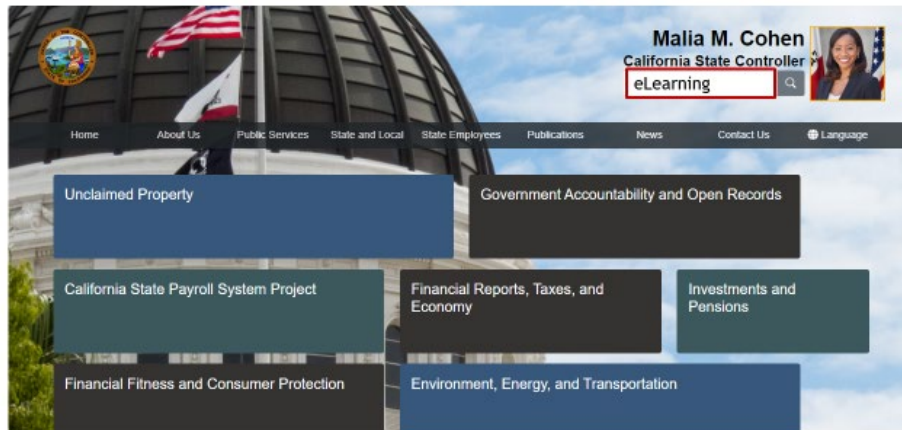 Malia M. Cohen
California State Controller
eLearning
Home About Us Public Services State and Local State Employees Publications News Contact Us Language
Unclaimed Property
Government Accountability and Open Records
California State Payroll System Project
Financial Reports, Taxes, and
Economy
Investments and
Pensions
Financial Fitness and Consumer Protection
Environment, Energy, and Transportation